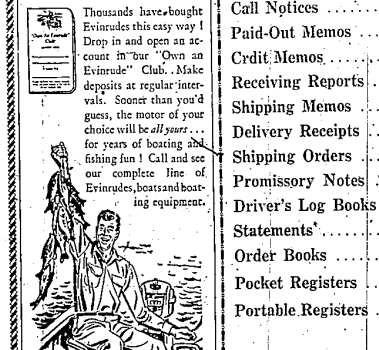 "Own an Evinrude"
Club
Thousands have bought
Evinrudes this easy way !
Drop in and open an ac-
count in our "Own an
Evinrude" Club. Make
deposits at regular inter-
vals. Sooner than you'd
guess, the motor of your
choice will be all yours . . .
for years of boating and
fishing fun ! Call and see
our complete line of
Evinrudes, boats and boat-
ing equipment.
Call Notices . . . . . .
Paid-Out Memos . . . .
Crdit Memos . . . . . .
Receiving Reports .
Shipping Memos . . .
Delivery Receipts . .
Shipping Orders . . .
Promissory Notes .
Driver's Log Books
Statements . . . . . .
Order Books . . . . .
Pocket Registers . .
Portable Registers .